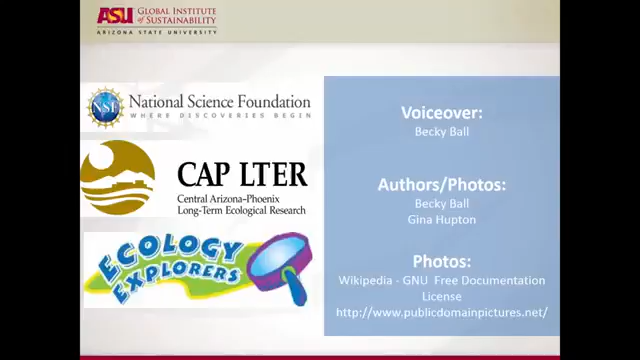 ASU GLOBAL INSTITUTE
of SUSTAINABILITY
ARIZONA STATE UNIVERSITY
NSF
National Science Foundation
WHERE DISCOVERIES BEGIN
CAP LTER
Central Arizona–Phoenix
Long-Term Ecological Research
ECOLOGY
EXPLORERS
Voiceover:
Becky Ball
Authors/Photos:
Becky Ball
Gina Hupton
Photos:
Wikipedia - GNU Free Documentation
License
http://www.publicdomainpictures.net/